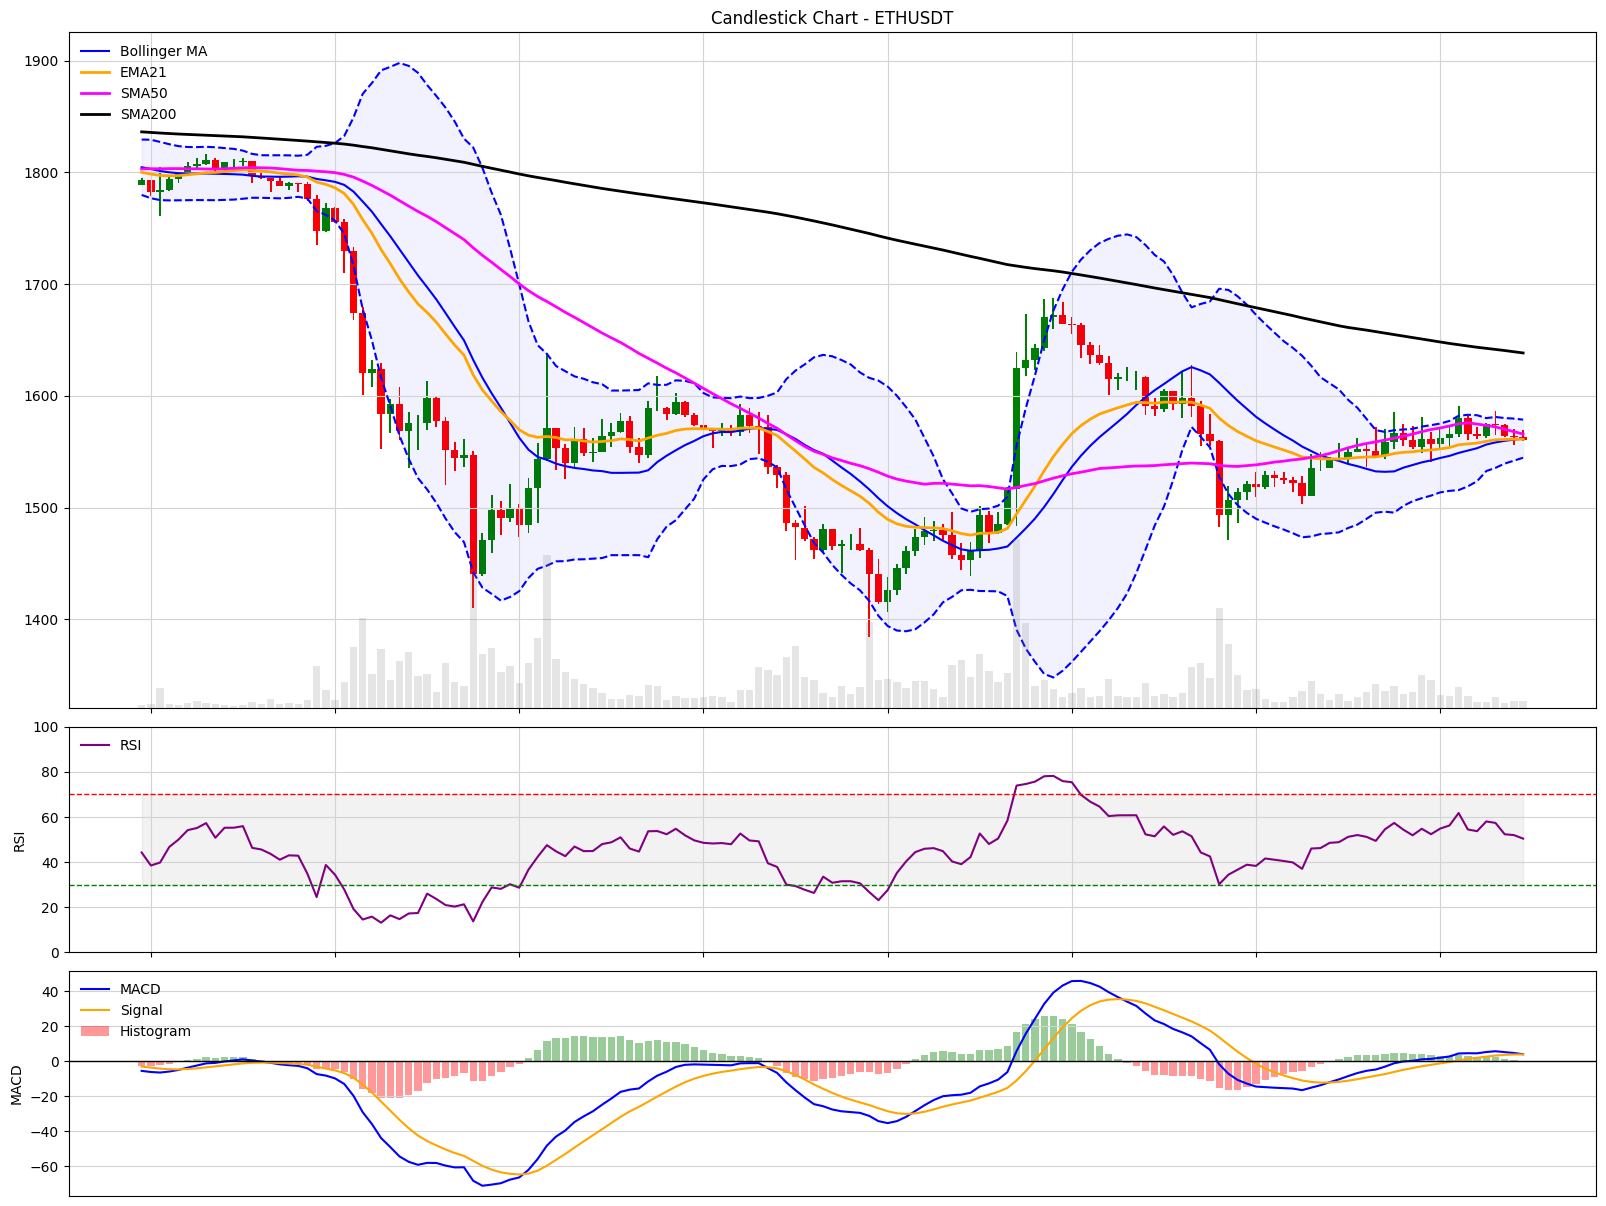 Candlestick Chart - ETHUSDT
Bollinger MA
EMA21
SMA50
SMA200
1900
1800
1700
1600
1500
1400
RSI
100
80
60
40
20
0
RSI
MACD
Signal
Histogram
40
20
0
−20
−40
−60
MACD